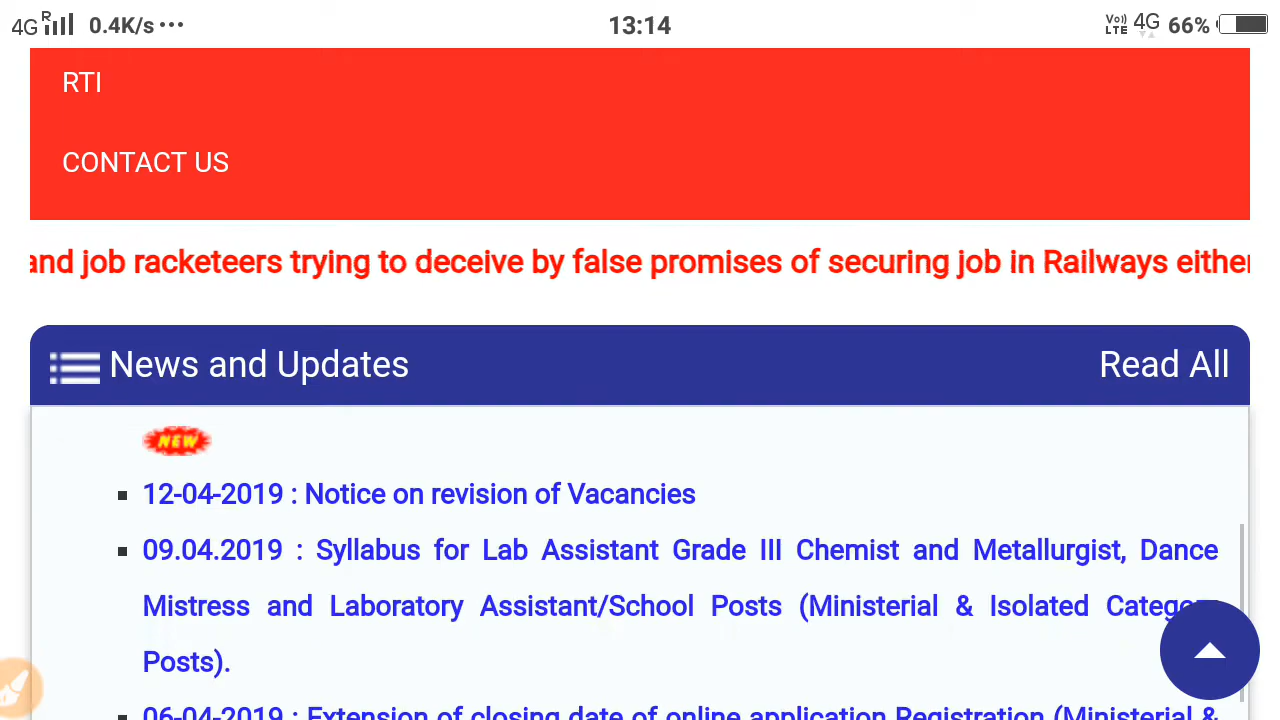 4G R 0.4K/s ••• 13:14 Vo)) LTE 4G 66%
RTI
CONTACT US
and job racketeers trying to deceive by false promises of securing job in Railways either
News and Updates Read All
NEW
12-04-2019 : Notice on revision of Vacancies
09.04.2019 : Syllabus for Lab Assistant Grade III Chemist and Metallurgist, Dance
Mistress and Laboratory Assistant/School Posts (Ministerial & Isolated Category
Posts).
06-04-2019 : Extension of closing date of online application Registration (Ministerial &